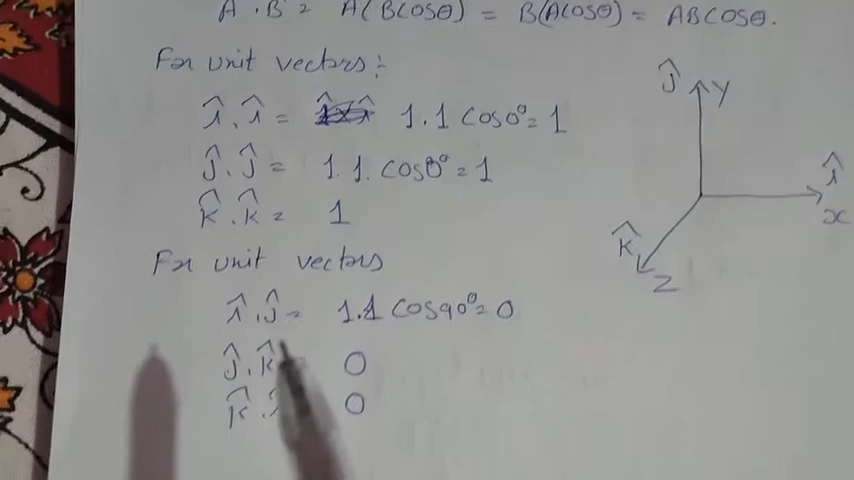 A . B = A(BCosθ) = B(ACosθ) = ABCosθ.
For unit vectors:-
î . î = 1.1 Cos0° = 1
ĵ . ĵ = 1.1. Cos0° = 1
k̂ . k̂ = 1
For unit vectors
î . ĵ = 1.1 Cos90° = 0
ĵ . k̂ = 0
k̂ . 0
ĵ Y
î
x
k̂
Z